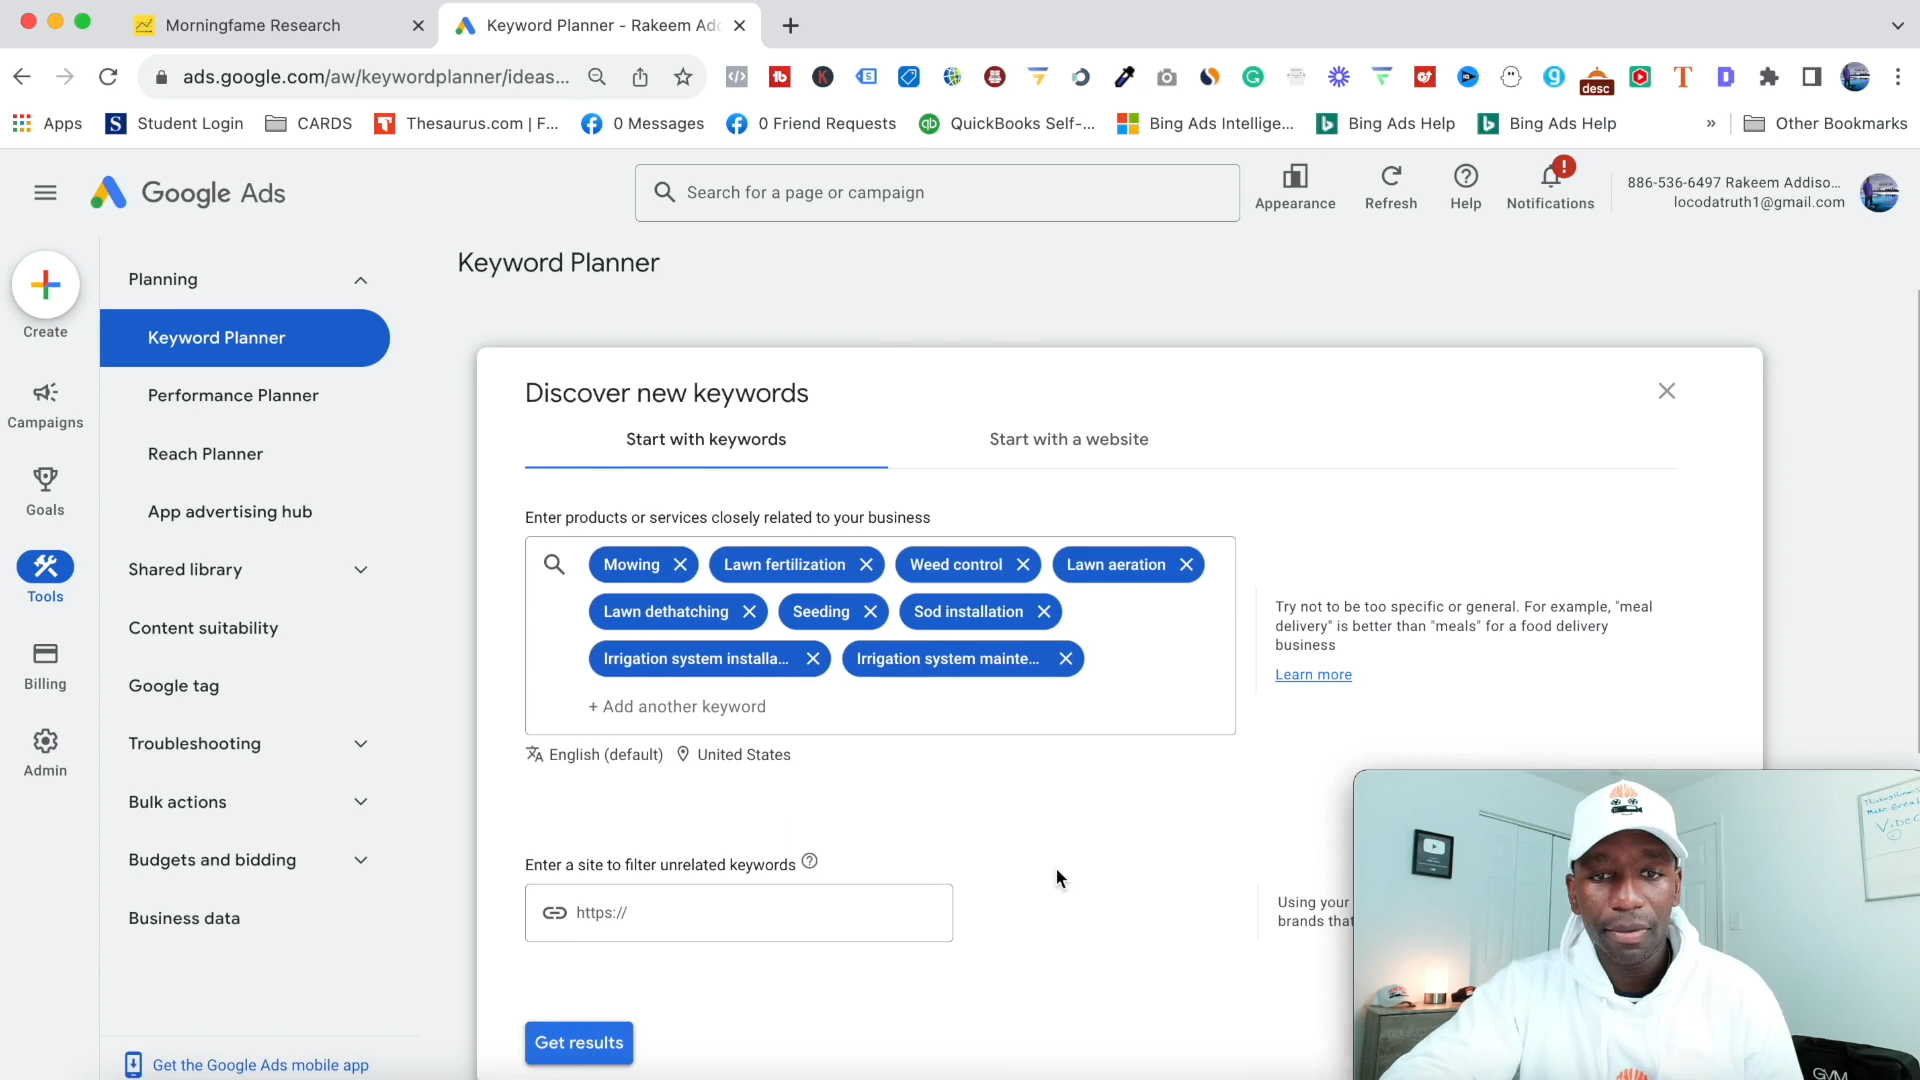 Morningfame Research
Keyword Planner - Rakeem Add
ads.google.com/aw/keywordplanner/ideas...
desc
Apps
Student Login
CARDS
Thesaurus.com | F...
0 Messages
0 Friend Requests
QuickBooks Self-...
Bing Ads Intellige...
Bing Ads Help
Bing Ads Help
»
Other Bookmarks
Google Ads
Search for a page or campaign
Appearance
Refresh
Help
Notifications
886-536-6497 Rakeem Addiso...
locodatruth1@gmail.com
Create
Campaigns
Goals
Tools
Billing
Admin
Planning
Keyword Planner
Performance Planner
Reach Planner
App advertising hub
Shared library
Content suitability
Google tag
Troubleshooting
Bulk actions
Budgets and bidding
Business data
Get the Google Ads mobile app
Keyword Planner
Discover new keywords
Start with keywords
Start with a website
Enter products or services closely related to your business
Mowing
Lawn fertilization
Weed control
Lawn aeration
Lawn dethatching
Seeding
Sod installation
Irrigation system installa...
Irrigation system mainte...
+ Add another keyword
English (default)
United States
Try not to be too specific or general. For example, "meal
delivery" is better than "meals" for a food delivery
business
Learn more
Enter a site to filter unrelated keywords
https://
Using your
brands that
Get results
GVM